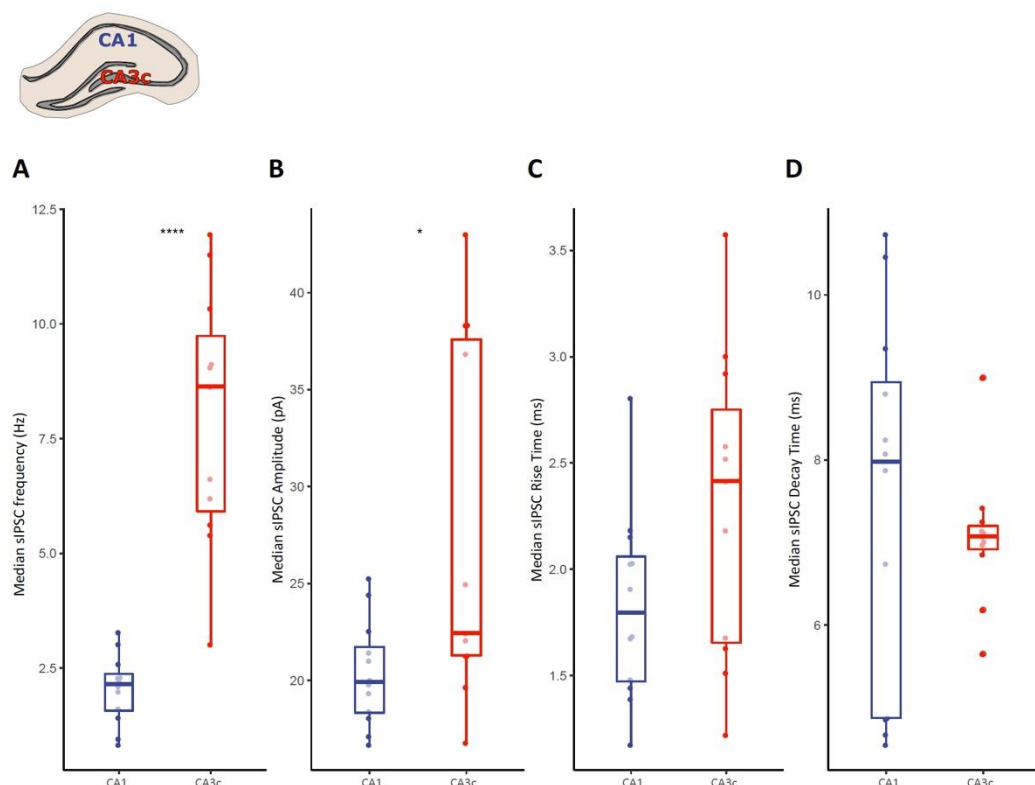 CA1
CA3c
A
B
C
D
Median sIPSC frequency (Hz)
12.5
10.0
7.5
5.0
2.5
****
CA1
CA3c
Median sIPSC Amplitude (pA)
40
35
30
25
20
*
CA1
CA3c
Median sIPSC Rise Time (ms)
3.5
3.0
2.5
2.0
1.5
CA1
CA3c
Median sIPSC Decay Time (ms)
10
8
6
CA1
CA3c